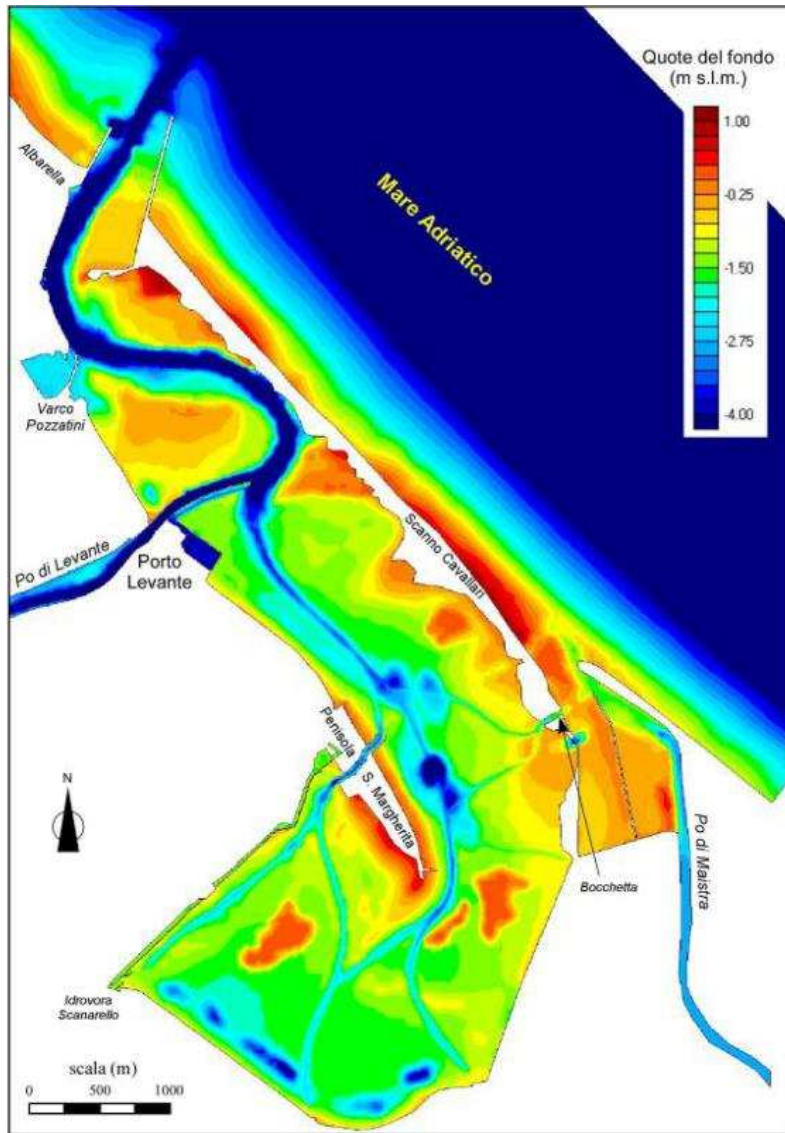 Quote del fondo
(m s.l.m.)
1.00
-0.25
-1.50
-2.75
-4.00
Albarella
Mare Adriatico
Varco
Pozzatini
Scanno Cavallari
Po di Levante
Porto
Levante
Penisola
S. Margherita
N
Po di Maistra
Bocchetta
Idrovora
Scanarello
scala (m)
0 500 1000